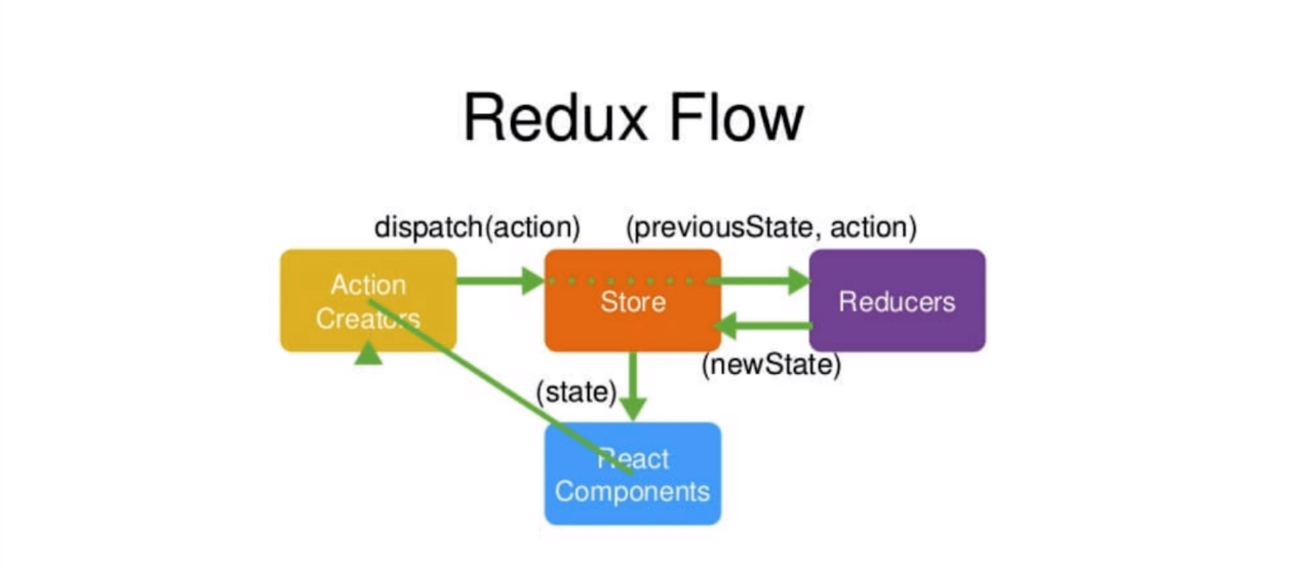 Redux Flow
dispatch(action)
(previousState, action)
Action
Creators
Store
Reducers
(newState)
(state)
React
Components